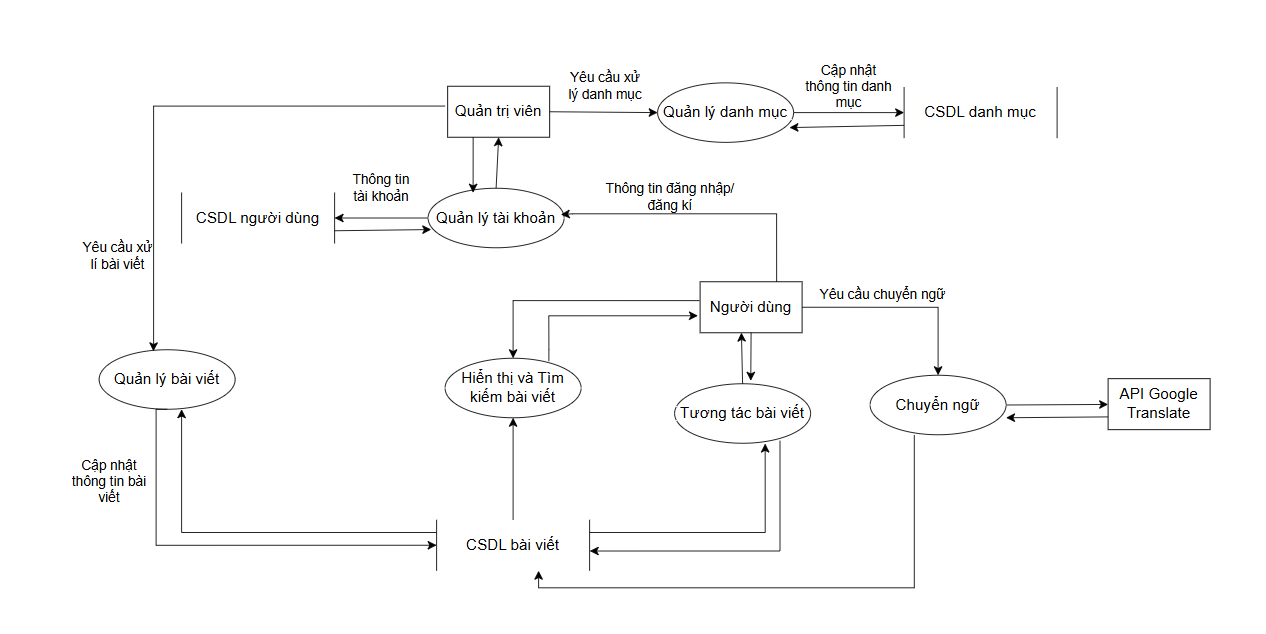 Yêu cầu xử
lý danh mục
Cập nhật
thông tin danh
mục
Quản trị viên
Quản lý danh mục
CSDL danh mục
Thông tin
tài khoản
Thông tin đăng nhập/
đăng kí
CSDL người dùng
Quản lý tài khoản
Yêu cầu xử
lí bài viết
Người dùng
Yêu cầu chuyển ngữ
Quản lý bài viết
Hiển thị và Tìm
kiếm bài viết
Tương tác bài viết
Chuyển ngữ
API Google
Translate
Cập nhật
thông tin bài
viết
CSDL bài viết